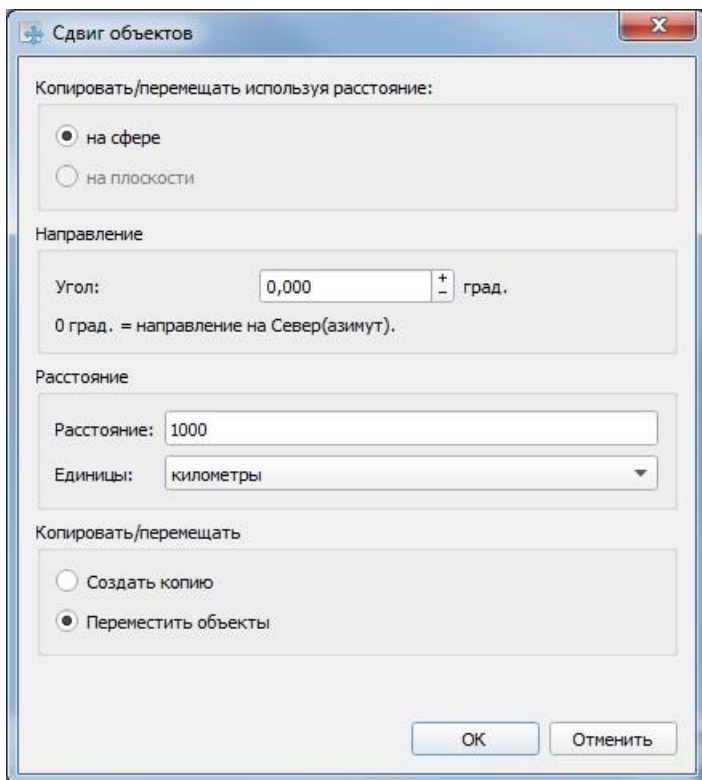 Сдвиг объектов
Копировать/перемещать используя расстояние:
на сфере
на плоскости
Направление
Угол: 0,000 град.
0 град. = направление на Север(азимут).
Расстояние
Расстояние: 1000
Единицы: километры
Копировать/перемещать
Создать копию
Переместить объекты
ОК Отменить